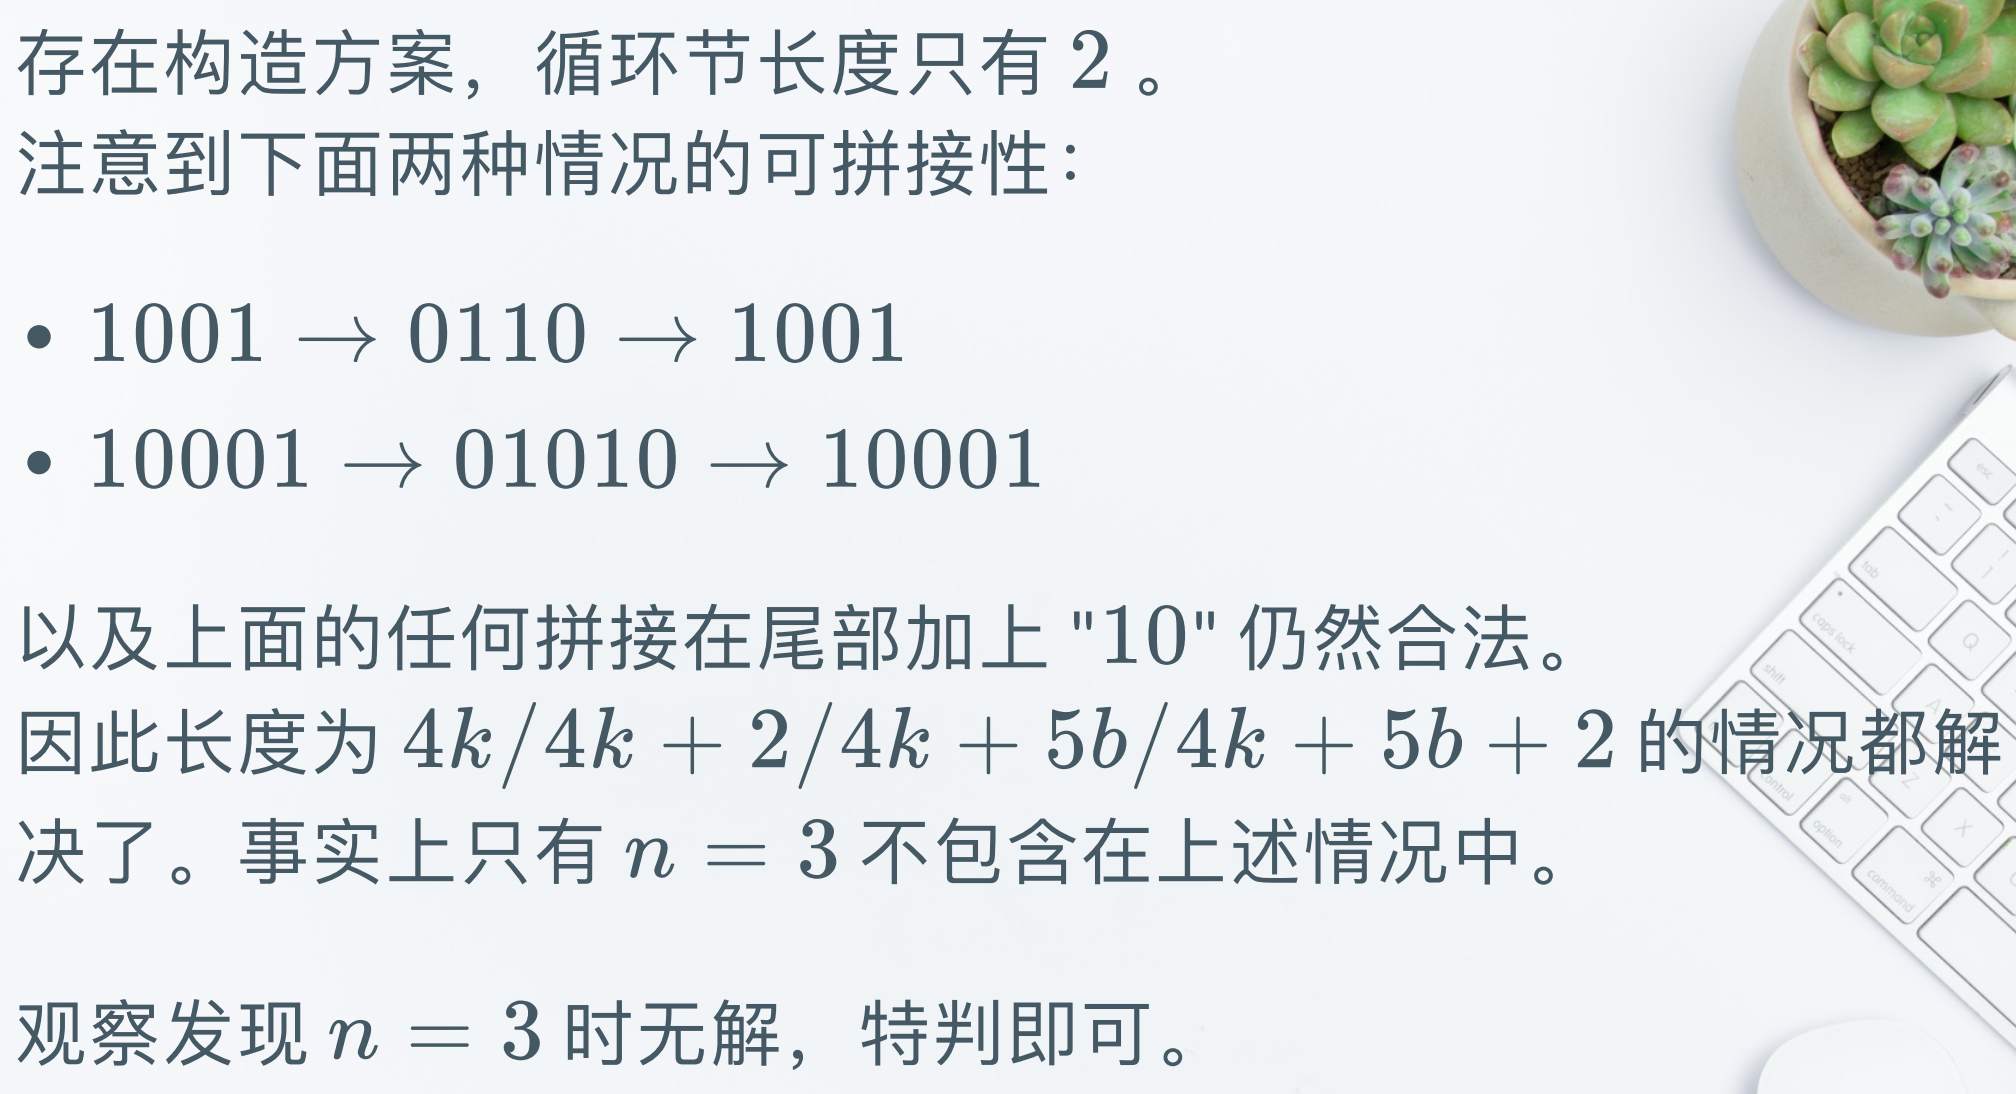 存在构造方案，循环节长度只有 2 。
注意到下面两种情况的可拼接性：
• 1001 → 0110 → 1001
• 10001 → 01010 → 10001
以及上面的任何拼接在尾部加上 "10" 仍然合法。
因此长度为 4k/4k + 2/4k + 5b/4k + 5b + 2 的情况都解
决了。事实上只有 n = 3 不包含在上述情况中。
观察发现 n = 3 时无解，特判即可。
esc
tab
caps lock
Q
shift
A
Z
control
alt
option
X
⌘
command